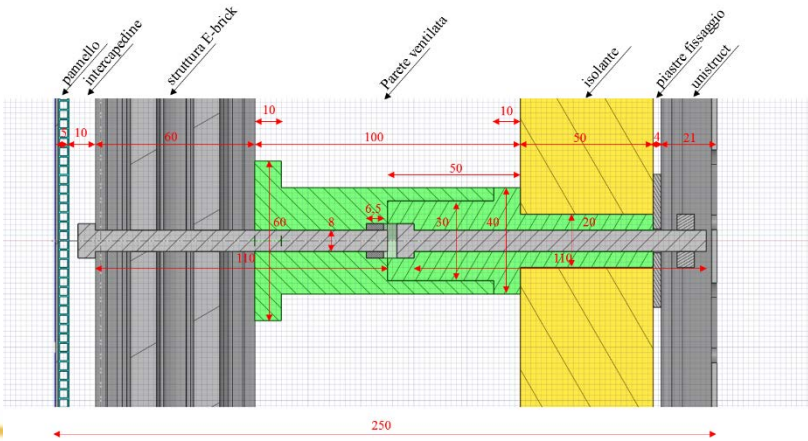 pannello
intercapedine
struttura E-brick
Parete ventilata
isolante
piastre fissaggio
unistruct
10
10
5
10
60
100
50
4
21
50
6,5
60
8
30
40
20
110
110
250